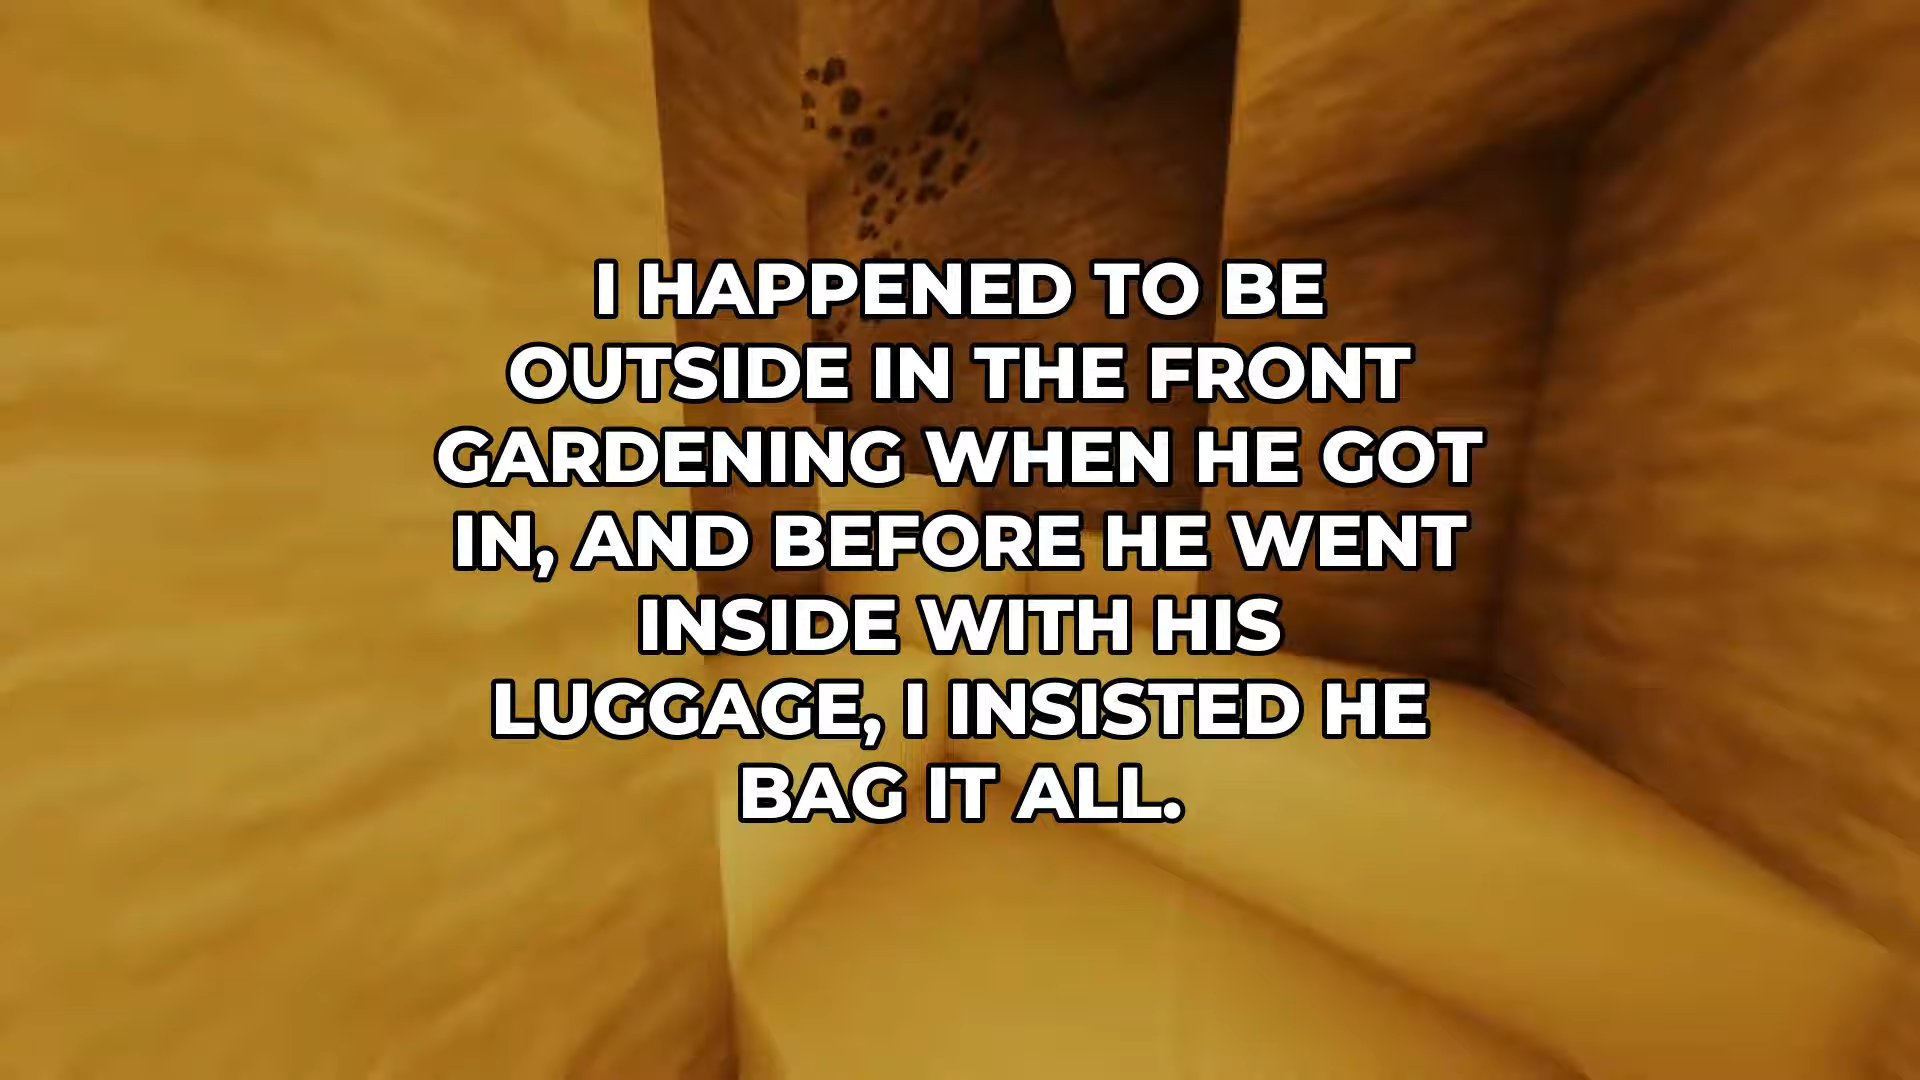 I HAPPENED TO BE
OUTSIDE IN THE FRONT
GARDENING WHEN HE GOT
IN, AND BEFORE HE WENT
INSIDE WITH HIS
LUGGAGE, I INSISTED HE
BAG IT ALL.